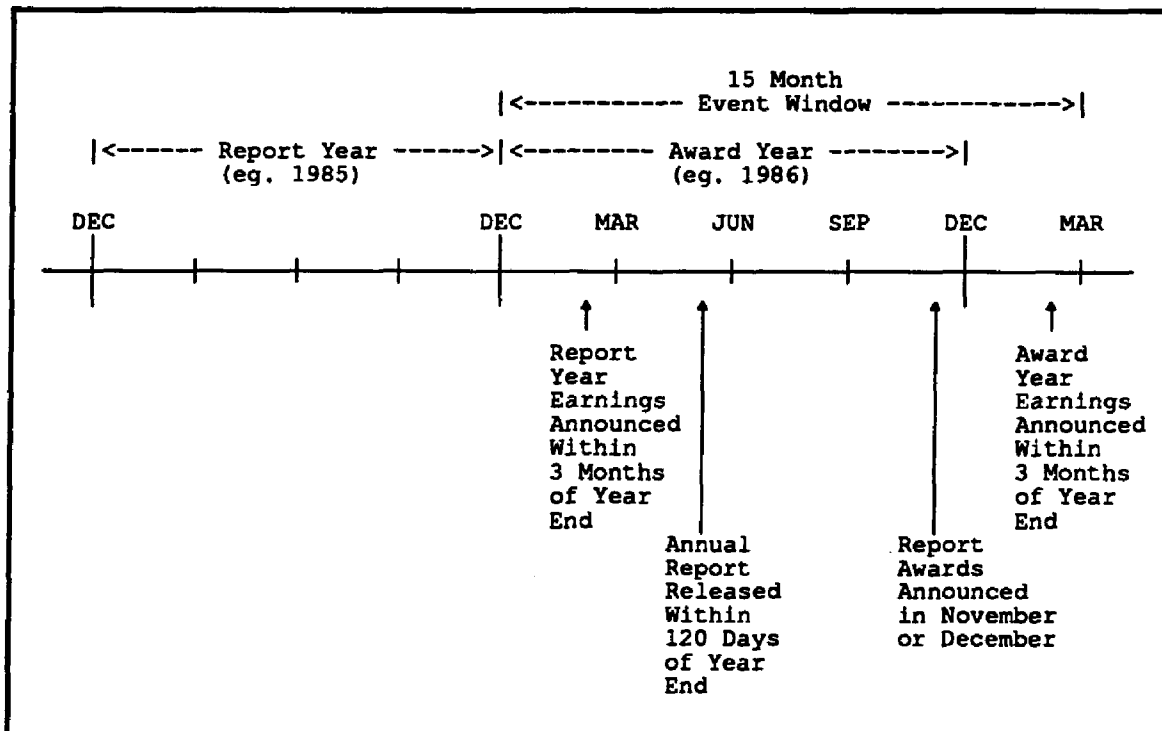 15 Month
|<----------- Event Window ----------->|
|<------ Report Year ------>|<------- Award Year ------->|
(eg. 1985) (eg. 1986)
DEC DEC MAR JUN SEP DEC MAR
Report
Year
Earnings
Announced
Within
3 Months
of Year
End
Award
Year
Earnings
Announced
Within
3 Months
of Year
End
Annual
Report
Released
Within
120 Days
of Year
End
Report
Awards
Announced
in November
or December